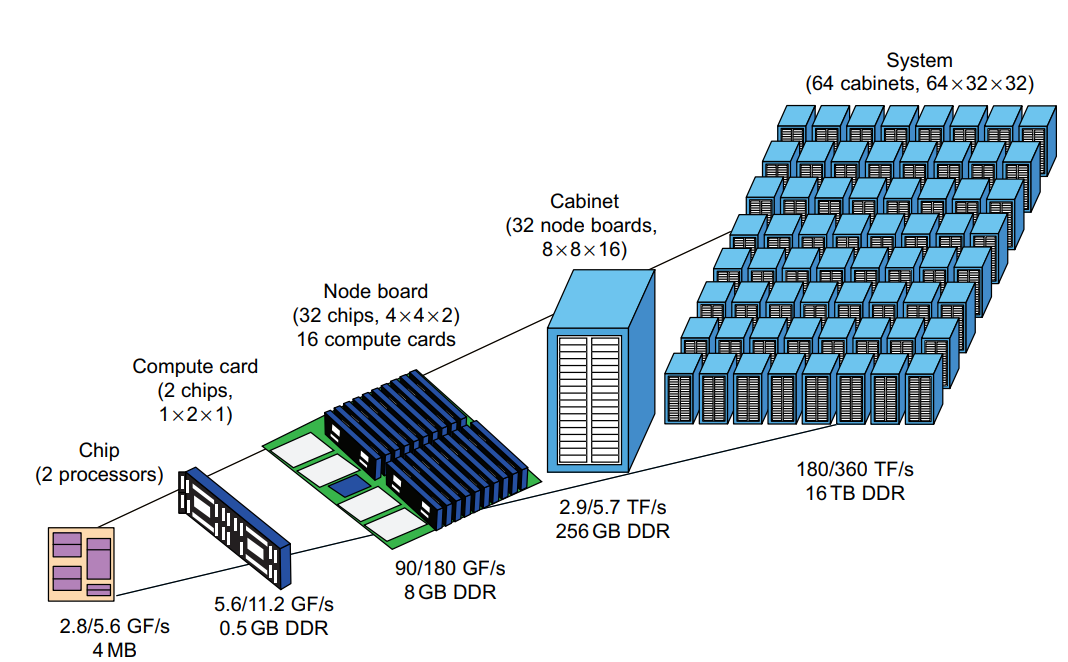 System
(64 cabinets, 64×32×32)
Cabinet
(32 node boards,
8×8×16)
Node board
(32 chips, 4×4×2)
16 compute cards
Compute card
(2 chips,
1×2×1)
Chip
(2 processors)
2.8/5.6 GF/s
4 MB
5.6/11.2 GF/s
0.5 GB DDR
90/180 GF/s
8 GB DDR
2.9/5.7 TF/s
256 GB DDR
180/360 TF/s
16 TB DDR